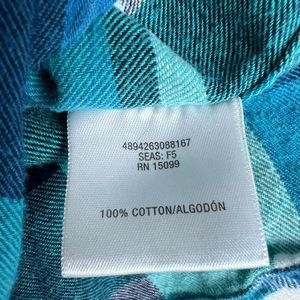 4894263088167
SEAS: F5
RN 15099
100% COTTON/ALGODÓN